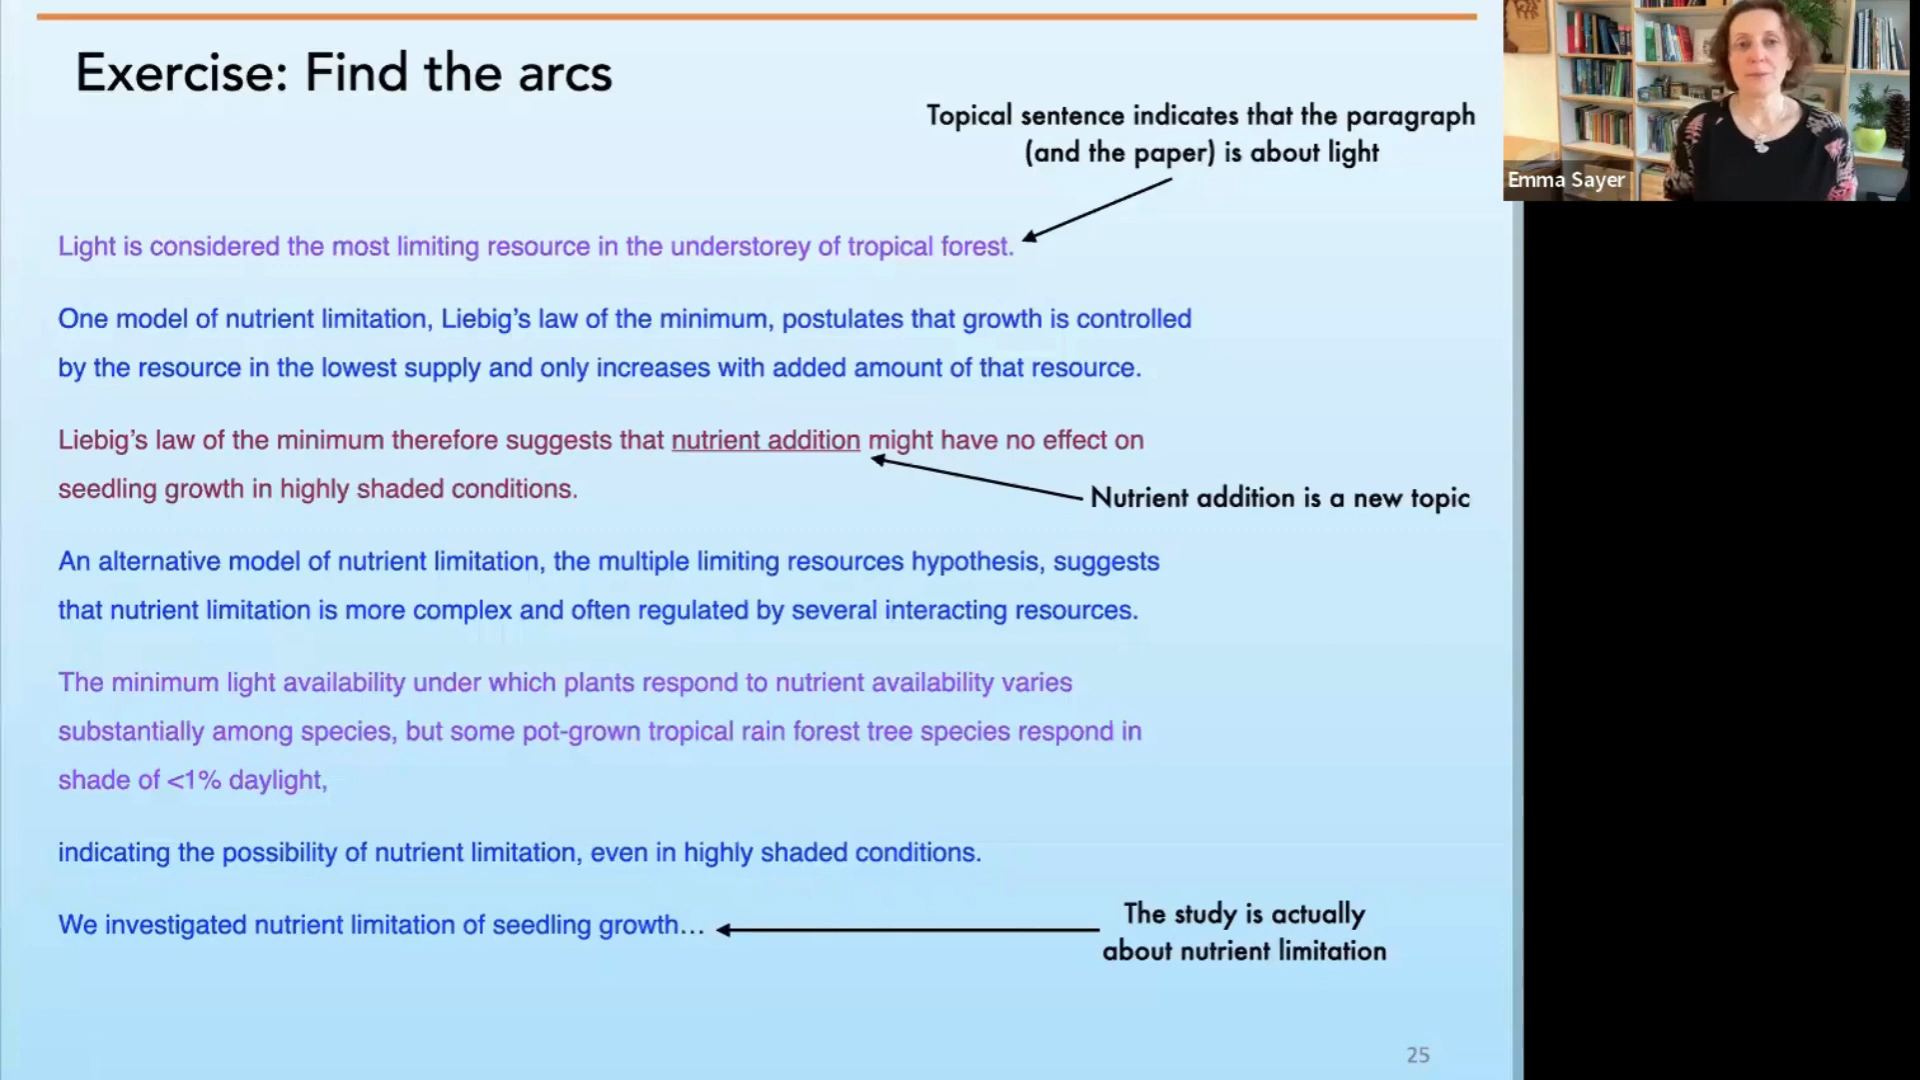 Exercise: Find the arcs
Topical sentence indicates that the paragraph
(and the paper) is about light
Emma Sayer
Light is considered the most limiting resource in the understorey of tropical forest.
One model of nutrient limitation, Liebig’s law of the minimum, postulates that growth is controlled
by the resource in the lowest supply and only increases with added amount of that resource.
Liebig’s law of the minimum therefore suggests that nutrient addition might have no effect on
seedling growth in highly shaded conditions.
Nutrient addition is a new topic
An alternative model of nutrient limitation, the multiple limiting resources hypothesis, suggests
that nutrient limitation is more complex and often regulated by several interacting resources.
The minimum light availability under which plants respond to nutrient availability varies
substantially among species, but some pot-grown tropical rain forest tree species respond in
shade of <1% daylight,
indicating the possibility of nutrient limitation, even in highly shaded conditions.
We investigated nutrient limitation of seedling growth…
The study is actually
about nutrient limitation
25